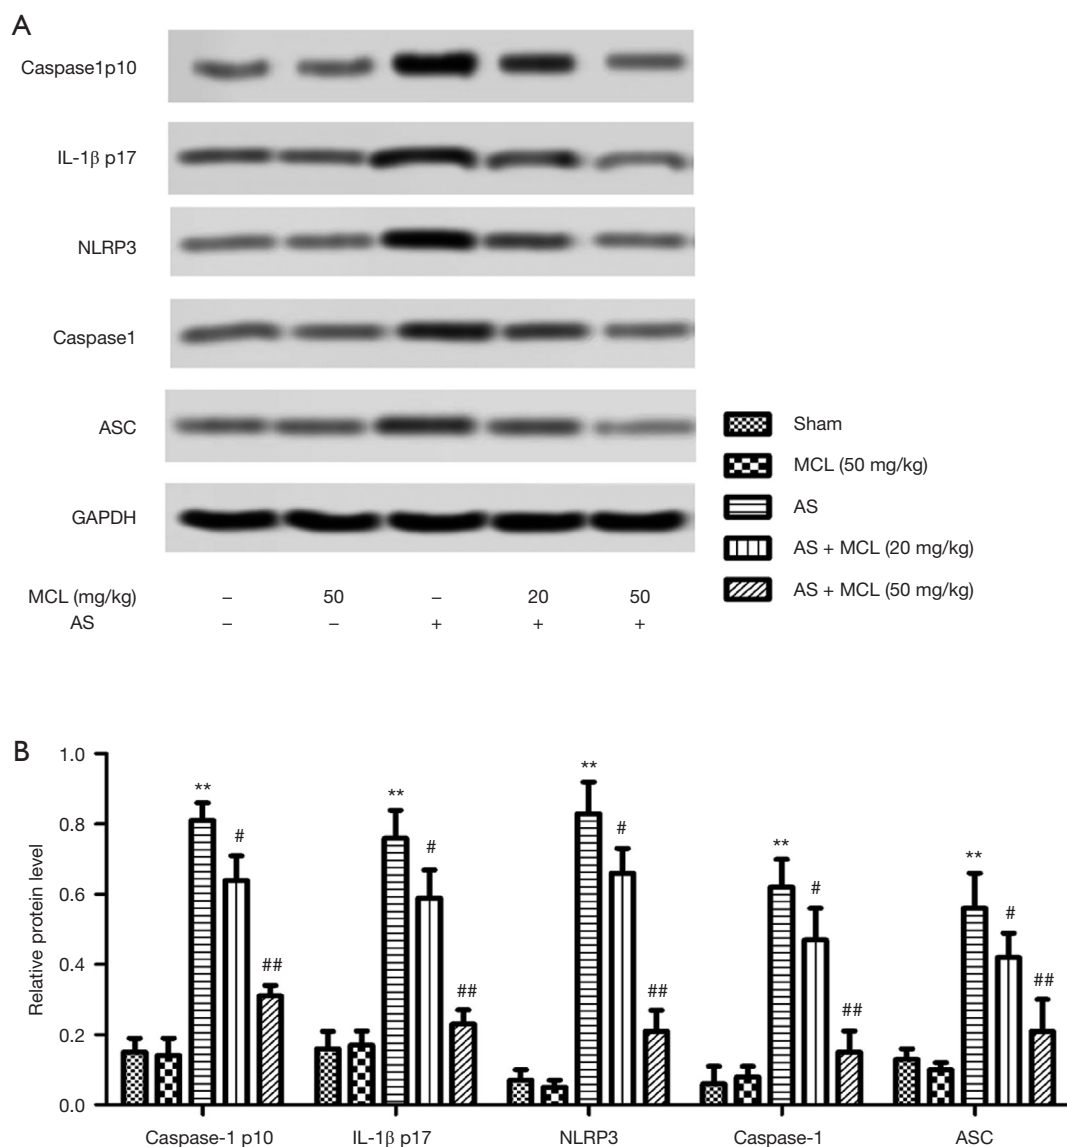 A
Caspase1p10
IL-1β p17
NLRP3
Caspase1
ASC
GAPDH
MCL (mg/kg) – 50 – 20 50
AS – – + + +
Sham
MCL (50 mg/kg)
AS
AS + MCL (20 mg/kg)
AS + MCL (50 mg/kg)
B
Relative protein level
1.0
0.8
0.6
0.4
0.2
0.0
** # ##
** # ##
** # ##
** # ##
** # ##
Caspase-1 p10 IL-1β p17 NLRP3 Caspase-1 ASC